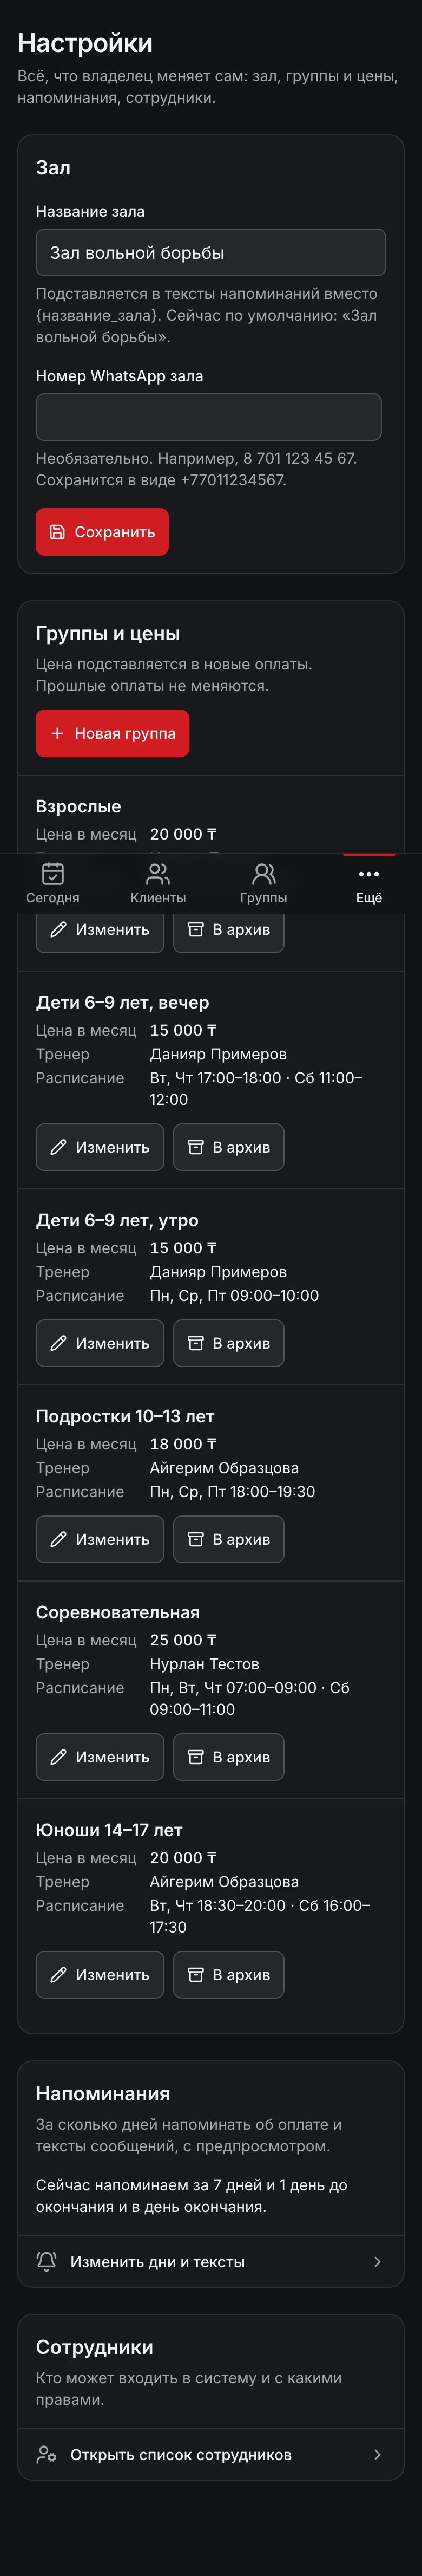 Настройки
Всё, что владелец меняет сам: зал, группы и цены,
напоминания, сотрудники.
Зал
Название зала
Зал вольной борьбы
Подставляется в тексты напоминаний вместо
{название_зала}. Сейчас по умолчанию: «Зал
вольной борьбы».
Номер WhatsApp зала
Необязательно. Например, 8 701 123 45 67.
Сохранится в виде +77011234567.
Сохранить
Группы и цены
Цена подставляется в новые оплаты.
Прошлые оплаты не меняются.
Новая группа
Взрослые
Цена в месяц 20 000 ₸
Сегодня Клиенты Группы Ещё
Изменить В архив
Дети 6–9 лет, вечер
Цена в месяц 15 000 ₸
Тренер Данияр Примеров
Расписание Вт, Чт 17:00–18:00 · Сб 11:00–
12:00
Изменить В архив
Дети 6–9 лет, утро
Цена в месяц 15 000 ₸
Тренер Данияр Примеров
Расписание Пн, Ср, Пт 09:00–10:00
Изменить В архив
Подростки 10–13 лет
Цена в месяц 18 000 ₸
Тренер Айгерим Образцова
Расписание Пн, Ср, Пт 18:00–19:30
Изменить В архив
Соревновательная
Цена в месяц 25 000 ₸
Тренер Нурлан Тестов
Расписание Пн, Вт, Чт 07:00–09:00 · Сб
09:00–11:00
Изменить В архив
Юноши 14–17 лет
Цена в месяц 20 000 ₸
Тренер Айгерим Образцова
Расписание Вт, Чт 18:30–20:00 · Сб 16:00–
17:30
Изменить В архив
Напоминания
За сколько дней напоминать об оплате и
тексты сообщений, с предпросмотром.
Сейчас напоминаем за 7 дней и 1 день до
окончания и в день окончания.
Изменить дни и тексты
Сотрудники
Кто может входить в систему и с какими
правами.
Открыть список сотрудников